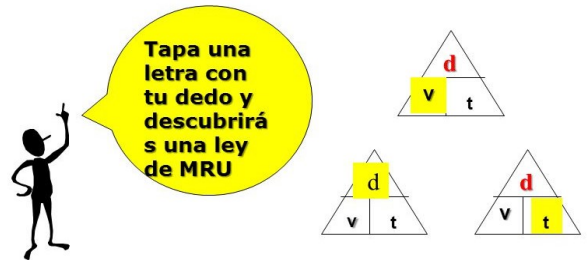 Tapa una
letra con
tu dedo y
descubrirá
s una ley
de MRU
d
v t
d
v t
d
v t